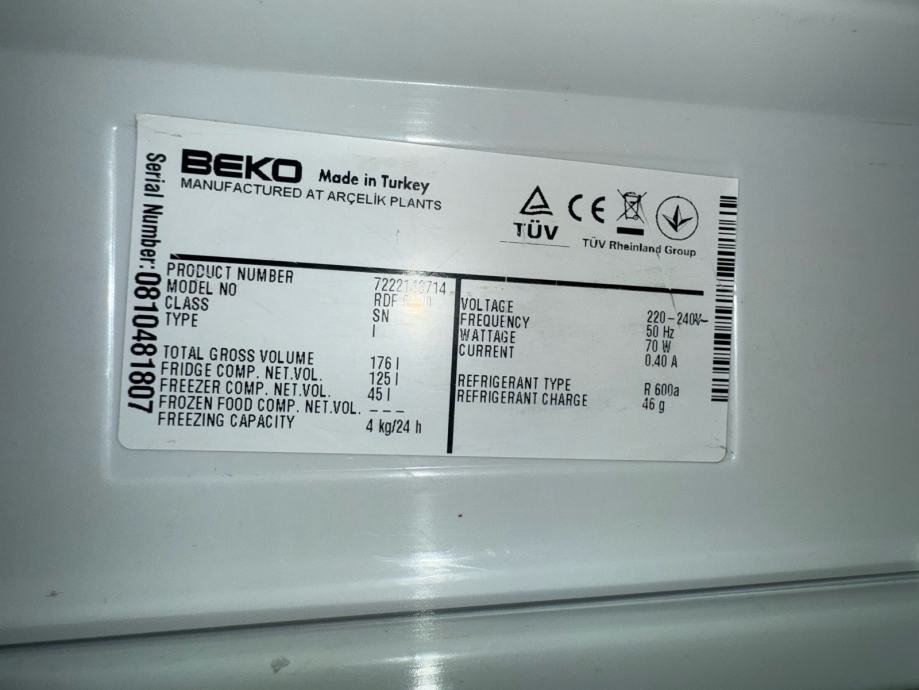 BEKO Made in Turkey
MANUFACTURED AT ARÇELİK PLANTS
TÜV
CE
TÜV Rheinland Group
Serial Number: 0810481807
PRODUCT NUMBER
MODEL NO RDF
CLASS SN
TYPE I
TOTAL GROSS VOLUME 176 l
FRIDGE COMP. NET.VOL. 125 l
FREEZER COMP. NET.VOL. 45 l
FROZEN FOOD COMP. NET.VOL. ---
FREEZING CAPACITY 4 kg/24 h
VOLTAGE 220-240V~
FREQUENCY 50 Hz
WATTAGE 70 W
CURRENT 0.40 A
REFRIGERANT TYPE R 600a
REFRIGERANT CHARGE 46 g